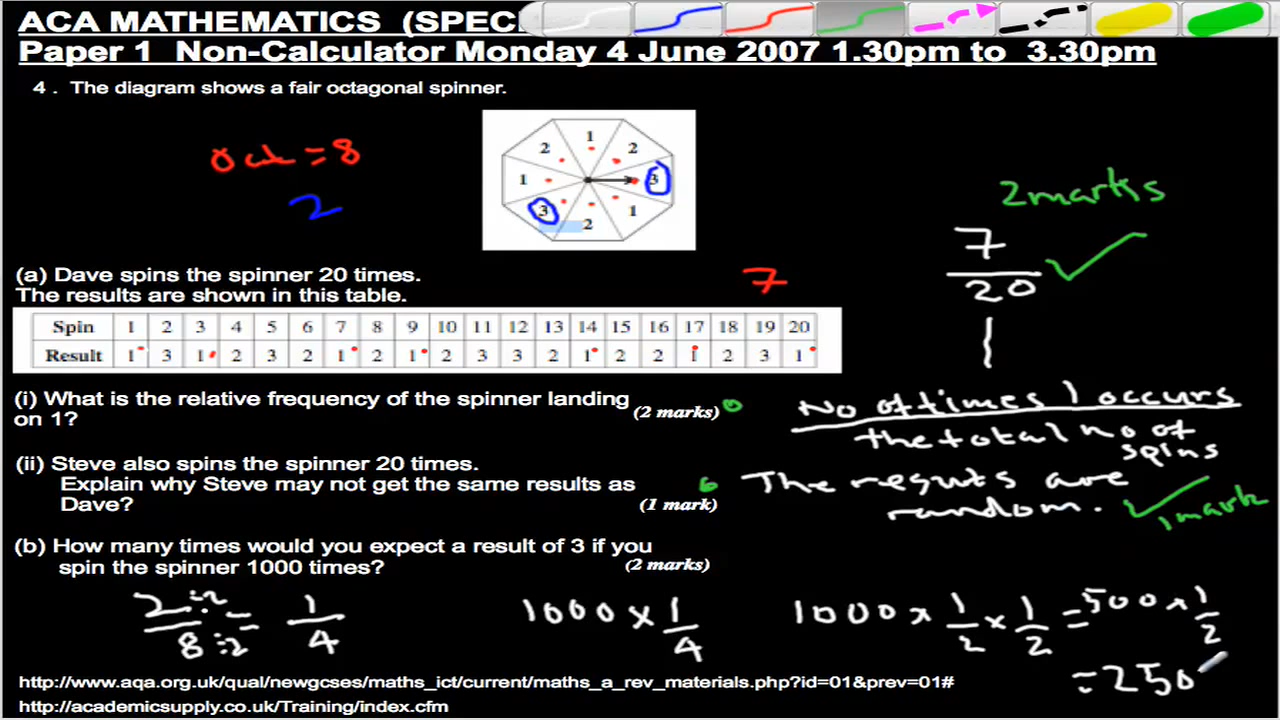 ACA MATHEMATICS (SPEC
Paper 1 Non-Calculator Monday 4 June 2007 1.30pm to 3.30pm
4 . The diagram shows a fair octagonal spinner.
oct = 8
2
1
2
3
1
2
3
1
2
2 marks
7
20
1
(a) Dave spins the spinner 20 times.
7
The results are shown in this table.
Spin 1 2 3 4 5 6 7 8 9 10 11 12 13 14 15 16 17 18 19 20
Result 1 3 1 2 3 2 1 2 1 2 3 3 2 1 2 2 1 2 3 1
(i) What is the relative frequency of the spinner landing
on 1?
(2 marks)
No of times 1 occurs
the total no of
spins
(ii) Steve also spins the spinner 20 times.
Explain why Steve may not get the same results as
Dave?
(1 mark)
The results are
random.
1 mark
(b) How many times would you expect a result of 3 if you
spin the spinner 1000 times?
(2 marks)
2 ÷2 = 1
8 ÷2 = 4
1000 × 1/4
1000 × 1/2 × 1/2 = 500 × 1/2
= 250
http://www.aqa.org.uk/qual/newgcses/maths_ict/current/maths_a_rev_materials.php?id=01&prev=01#
http://academicsupply.co.uk/Training/index.cfm